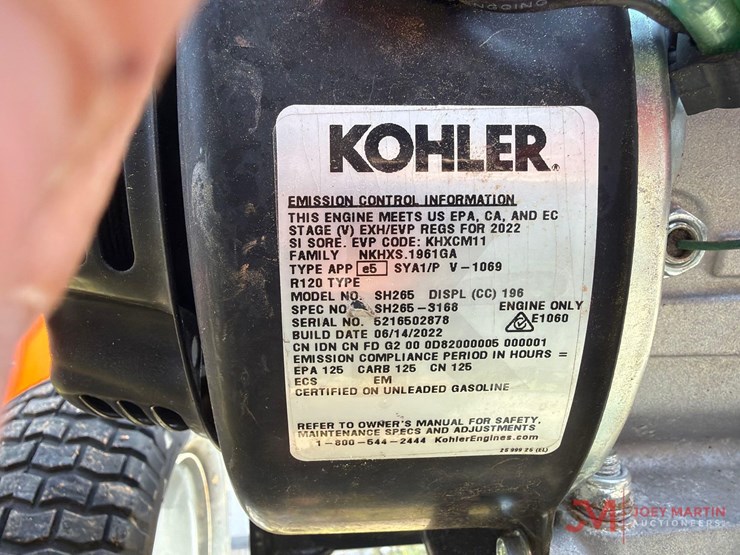 KOHLER.
EMISSION CONTROL INFORMATION
THIS ENGINE MEETS US EPA, CA, AND EC
STAGE (V) EXH/EVP REGS FOR 2022
SI SORE. EVP CODE: KHXCM11
FAMILY NKHXS.1961GA
TYPE APP e5 SYA1/P V-1069
R120 TYPE
MODEL NO. SH265 DISPL (CC) 196
SPEC NO SH265-3168 ENGINE ONLY
SERIAL NO. 5216502878 E1060
BUILD DATE 06/14/2022
CN IDN CN FD G2 00 0D82000005 000001
EMISSION COMPLIANCE PERIOD IN HOURS =
EPA 125 CARB 125 CN 125
ECS EM
CERTIFIED ON UNLEADED GASOLINE
REFER TO OWNER'S MANUAL FOR SAFETY,
MAINTENANCE SPECS AND ADJUSTMENTS
1-800-544-2444 KohlerEngines.com
25 999 25 (EL)
JOEY MARTIN
AUCTIONEERS